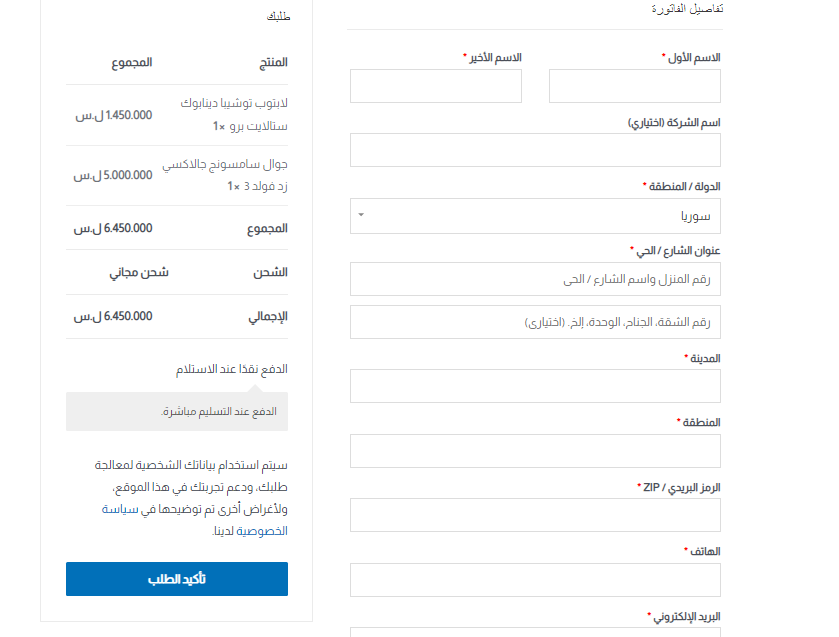 تفاصيل الفاتورة
الاسم الأول *
الاسم الأخير *
اسم الشركة (اختياري)
الدولة / المنطقة *
سوريا
عنوان الشارع / الحي *
رقم المنزل واسم الشارع / الحي
رقم الشقة، الجناح، الوحدة، إلخ. (اختياري)
المدينة *
المنطقة *
الرمز البريدي / ZIP *
الهاتف *
البريد الإلكتروني *
طلبك
المنتج المجموع
لابتوب توشيبا دينابوك
ستالايت برو × 1
1.450.000 ل.س
جوال سامسونج جالاكسي
زد فولد 3 × 1
5.000.000 ل.س
المجموع 6.450.000 ل.س
الشحن شحن مجاني
الإجمالي 6.450.000 ل.س
الدفع نقدًا عند الاستلام
الدفع عند التسليم مباشرة.
سيتم استخدام بياناتك الشخصية لمعالجة
طلبك، ودعم تجربتك في هذا الموقع،
ولأغراض أخرى تم توضيحها في سياسة
الخصوصية لدينا.
تأكيد الطلب